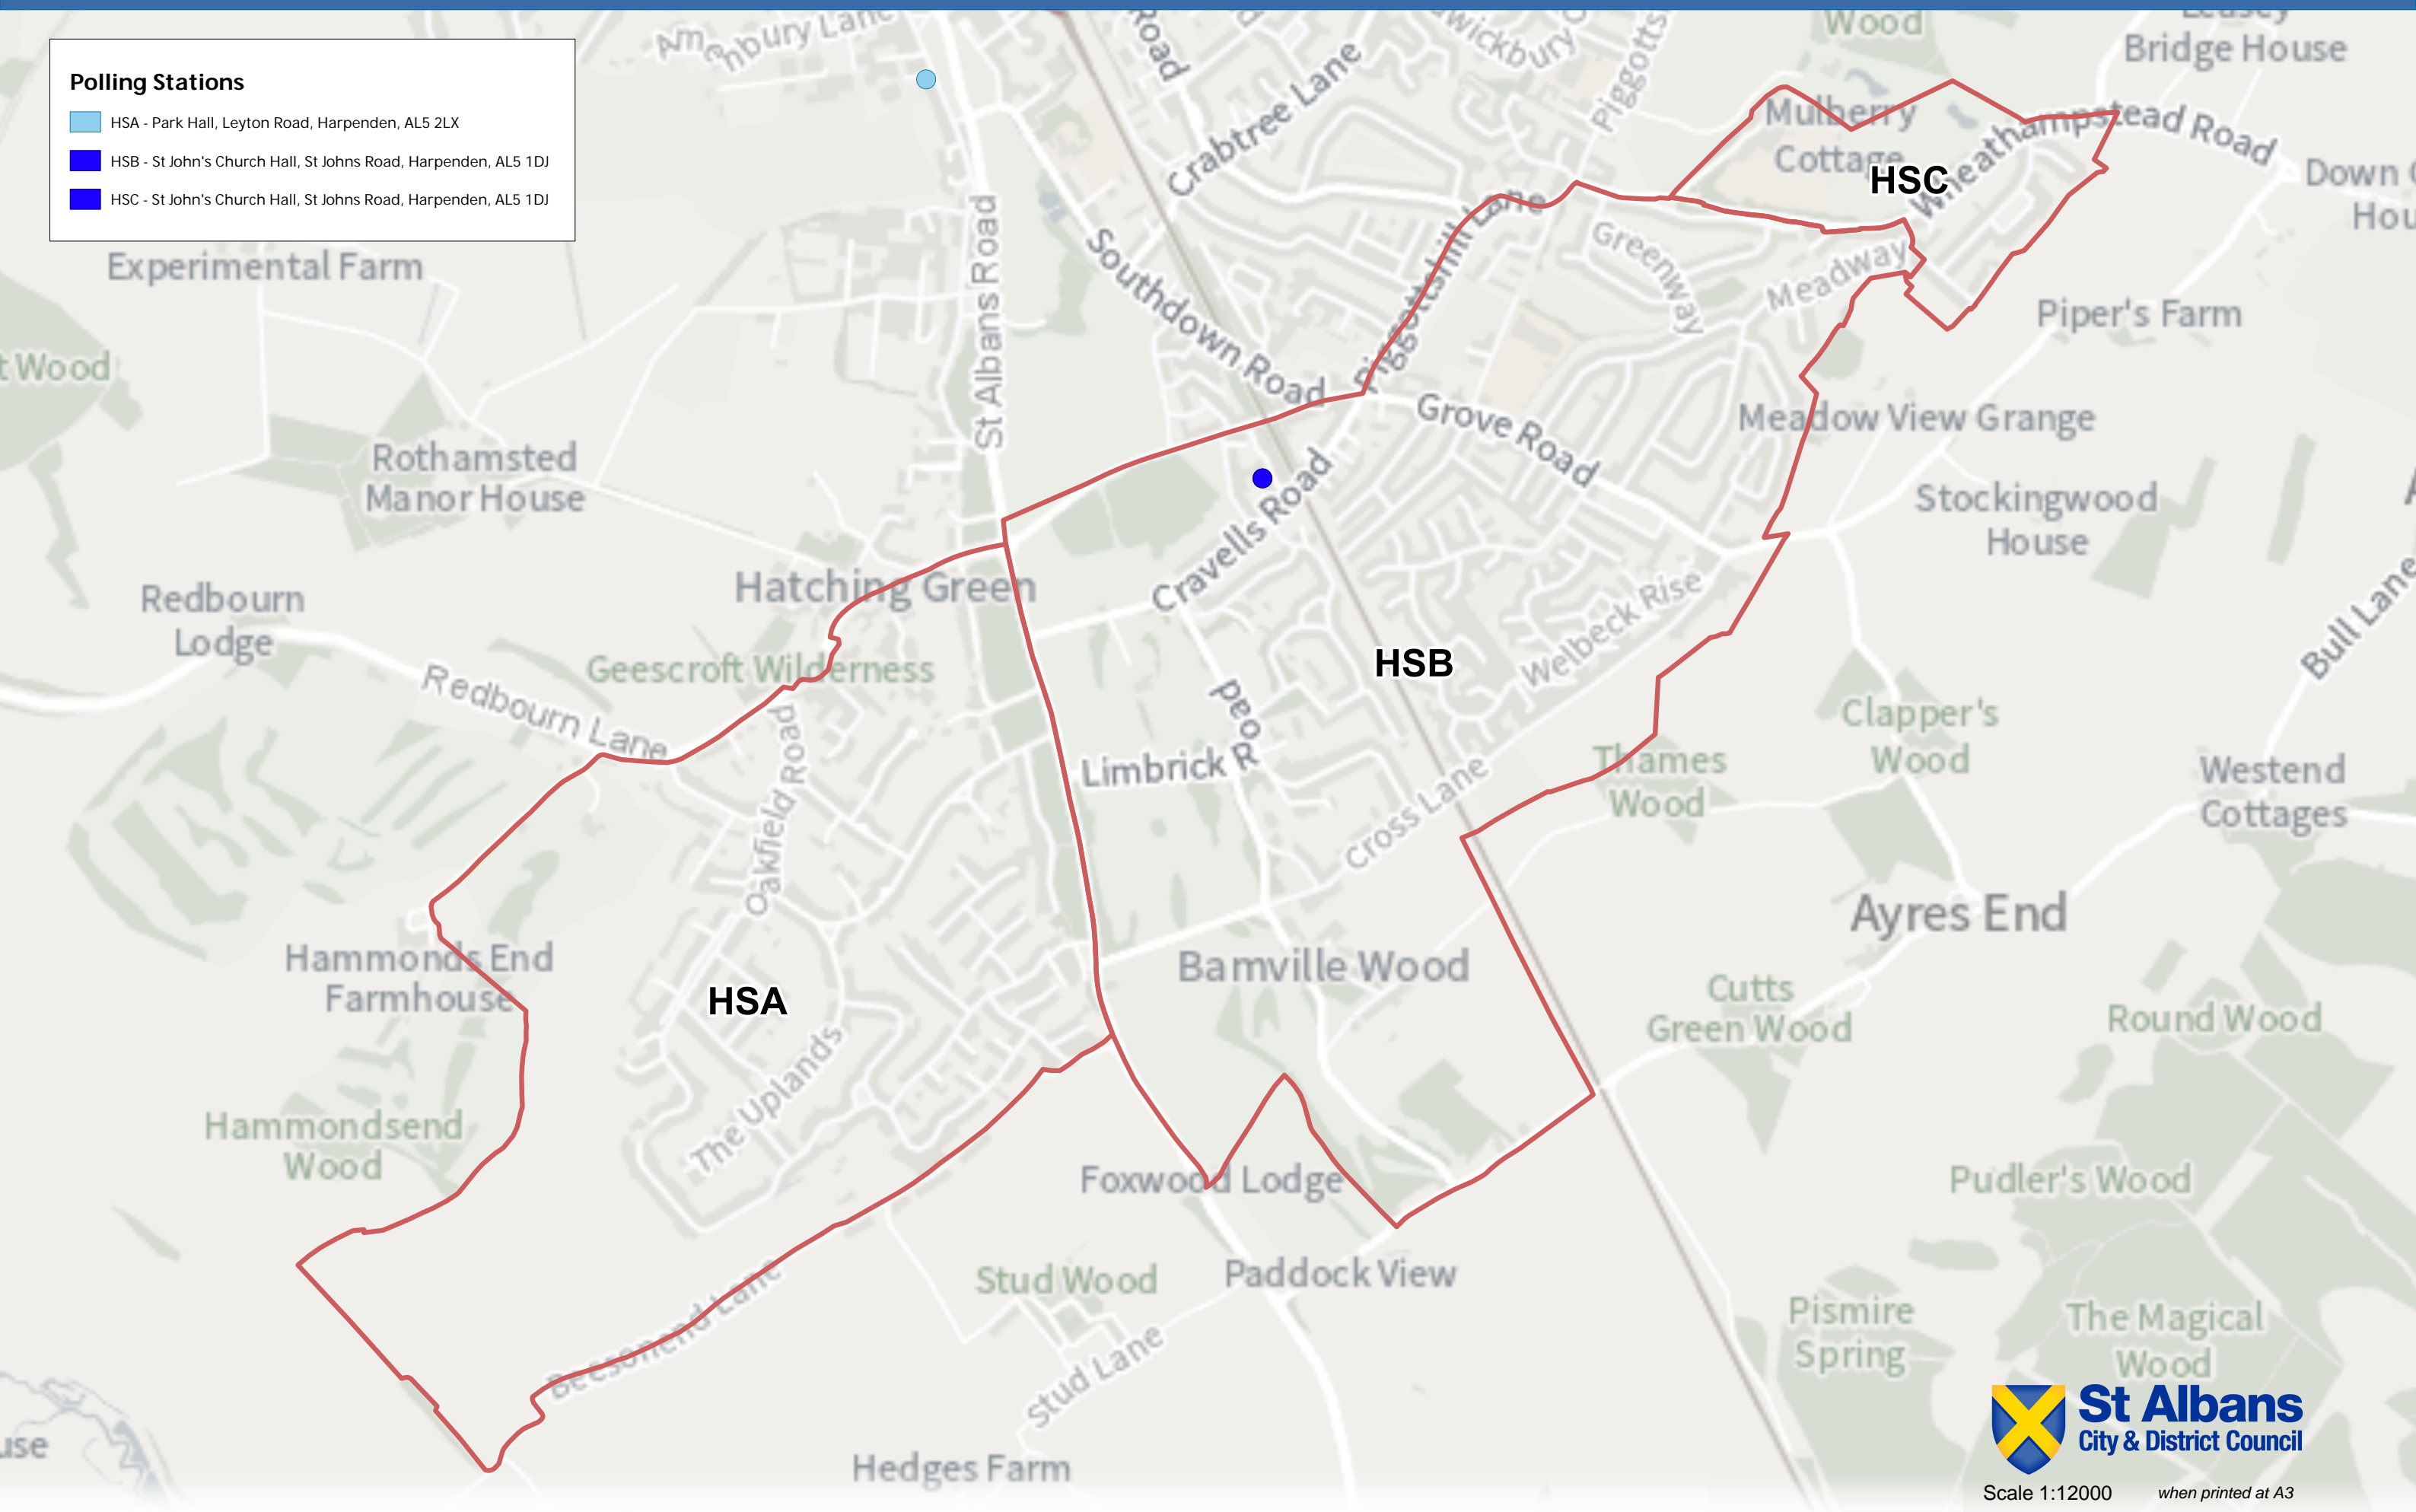 Polling Stations
HSA - Park Hall, Leyton Road, Harpenden, AL5 2LX
HSB - St John's Church Hall, St Johns Road, Harpenden, AL5 1DJ
HSC - St John's Church Hall, St Johns Road, Harpenden, AL5 1DJ
Road
Crabtree Lane
Piggotts
Wood
Bridge House
Mulberry
Cottage
HSC
Wheathampstead Road
Experimental Farm
St Albans Road
Southdown Road
Piggottshill Lane
Greenway
Meadway
Piper's Farm
t Wood
Rothamsted
Manor House
Grove Road
Meadow View Grange
Cravells Road
Stockingwood
House
Redbourn
Lodge
Hatching Green
Geescroft Wilderness
Redbourn Lane
Welbeck Rise
HSB
Bull Lane
Oakfield Road
Limbrick Road
Cross Lane
Thames
Wood
Clapper's
Wood
Westend
Cottages
Ayres End
Hammonds End
Farmhouse
HSA
Bamville Wood
Cutts
Green Wood
Round Wood
The Uplands
Hammondsend
Wood
Foxwood Lodge
Pudler's Wood
Stud Wood
Paddock View
Beesonend Lane
Stud Lane
Pismire
Spring
The Magical
Wood
use
Hedges Farm
St Albans
City & District Council
Scale 1:12000 when printed at A3